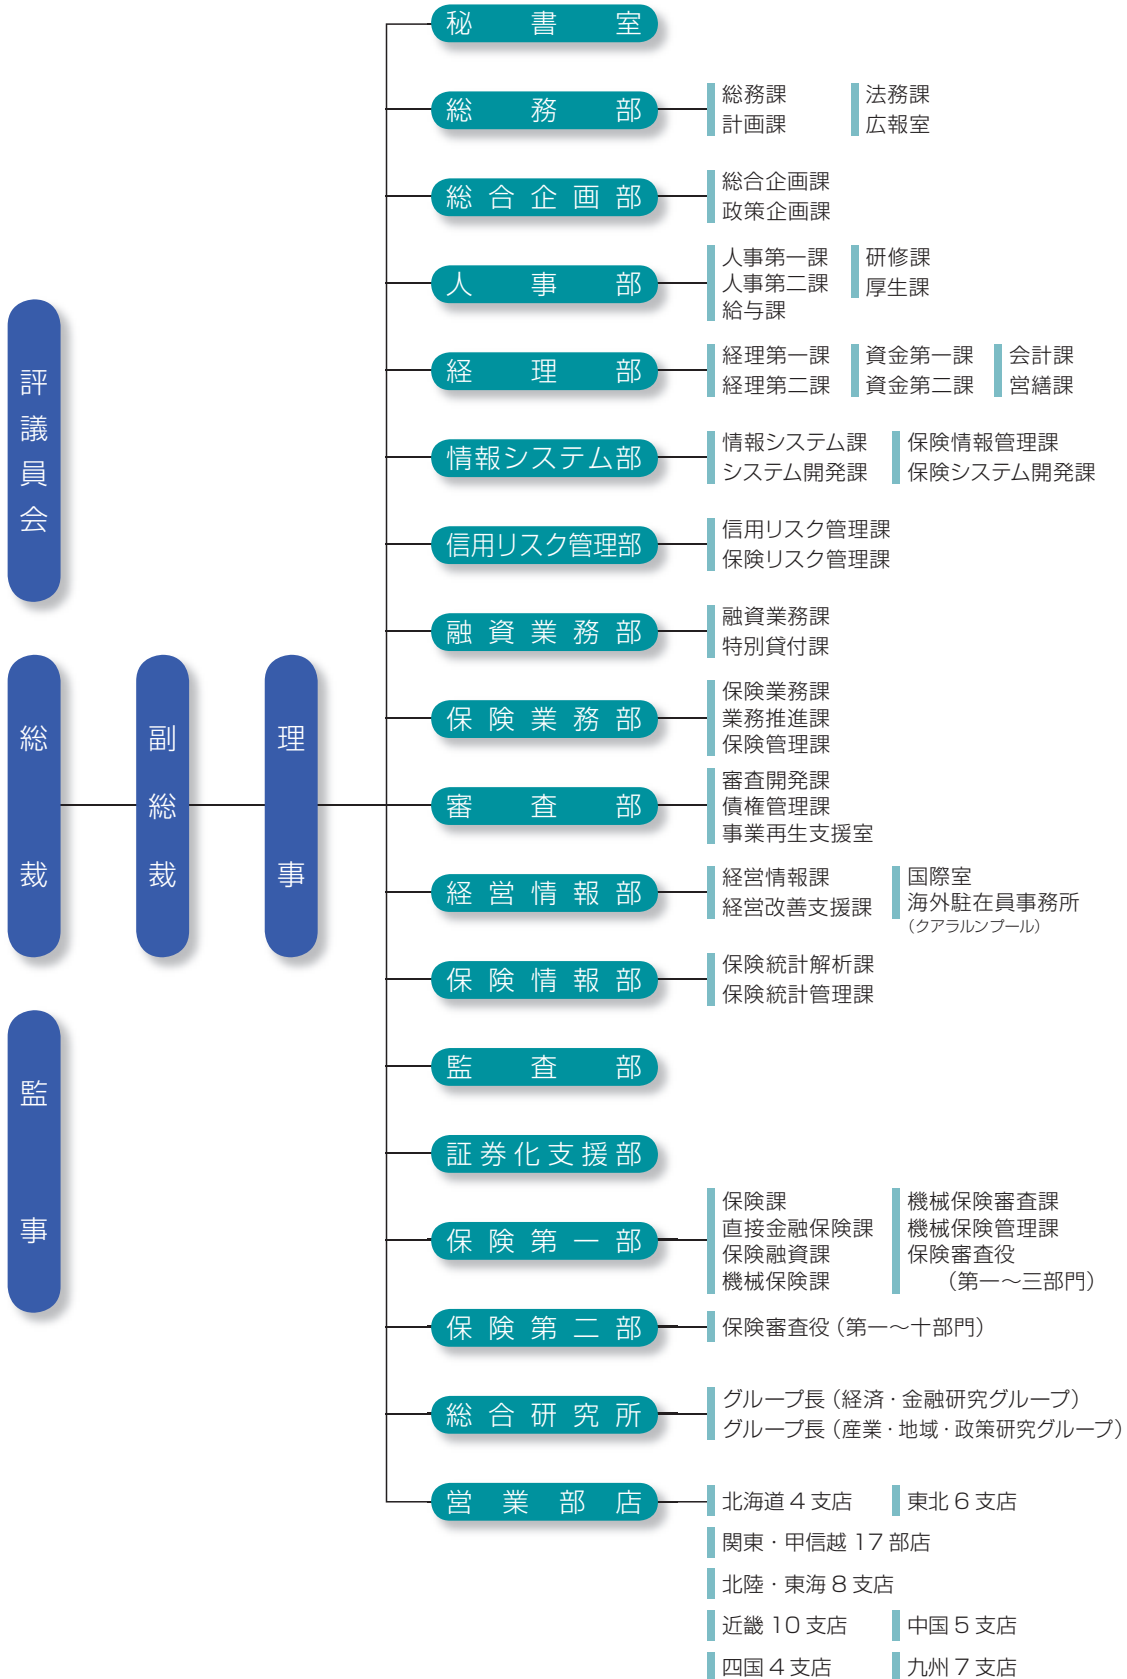 評議員会
総裁
副総裁
理事
監事
秘書室
総務部
総務課
計画課
法務課
広報室
総合企画部
総合企画課
政策企画課
人事部
人事第一課
人事第二課
給与課
研修課
厚生課
経理部
経理第一課
経理第二課
資金第一課
資金第二課
会計課
営繕課
情報システム部
情報システム課
システム開発課
保険情報管理課
保険システム開発課
信用リスク管理部
信用リスク管理課
保険リスク管理課
融資業務部
融資業務課
特別貸付課
保険業務部
保険業務課
業務推進課
保険管理課
審査部
審査開発課
債権管理課
事業再生支援室
経営情報部
経営情報課
経営改善支援課
国際室
海外駐在員事務所
（クアラルンプール）
保険情報部
保険統計解析課
保険統計管理課
監査部
証券化支援部
保険第一部
保険課
直接金融保険課
保険融資課
機械保険課
機械保険審査課
機械保険管理課
保険審査役
（第一～三部門）
保険第二部
保険審査役（第一～十部門）
総合研究所
グループ長（経済・金融研究グループ）
グループ長（産業・地域・政策研究グループ）
営業部店
北海道 4 支店
東北 6 支店
関東・甲信越 17 部店
北陸・東海 8 支店
近畿 10 支店
中国 5 支店
四国 4 支店
九州 7 支店